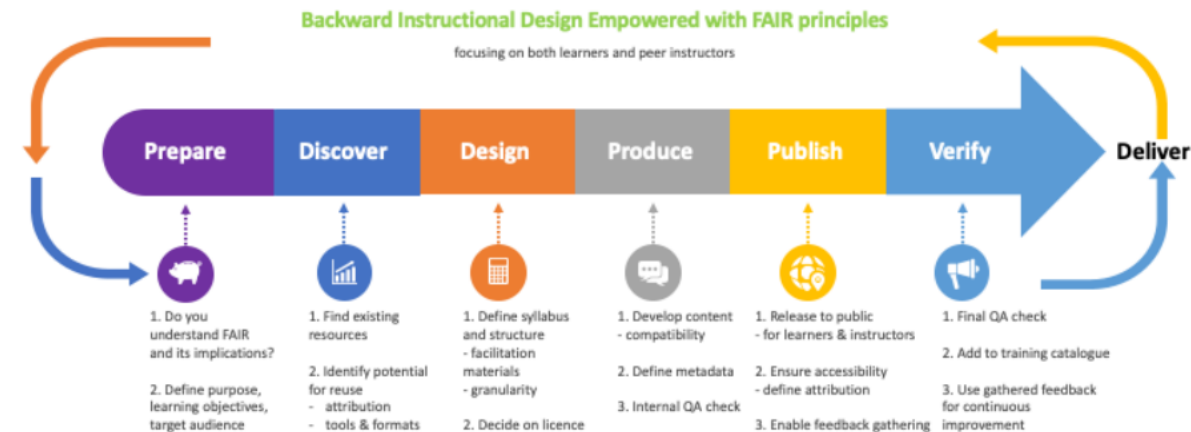 Backward Instructional Design Empowered with FAIR principles
focusing on both learners and peer instructors
Prepare
Discover
Design
Produce
Publish
Verify
Deliver
1. Do you
understand FAIR
and its implications?
2. Define purpose,
learning objectives,
target audience
1. Find existing
resources
2. Identify potential
for reuse
- attribution
- tools & formats
1. Define syllabus
and structure
- facilitation
materials
- granularity
2. Decide on licence
1. Develop content
- compatibility
2. Define metadata
3. Internal QA check
1. Release to public
- for learners & instructors
2. Ensure accessibility
- define attribution
3. Enable feedback gathering
1. Final QA check
2. Add to training catalogue
3. Use gathered feedback
for continuous
improvement